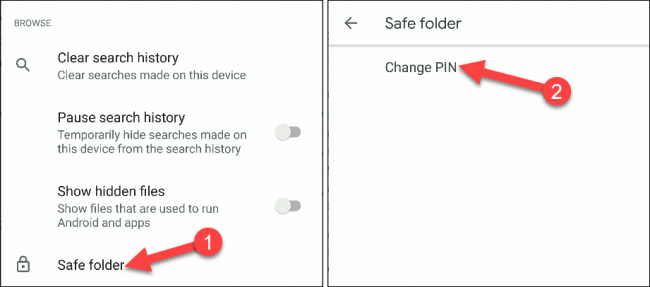 BROWSE
Clear search history
Clear searches made on this device
Pause search history
Temporarily hide searches made on
this device from the search history
Show hidden files
Show files that are used to run
Android and apps
Safe folder
1
Safe folder
Change PIN
2